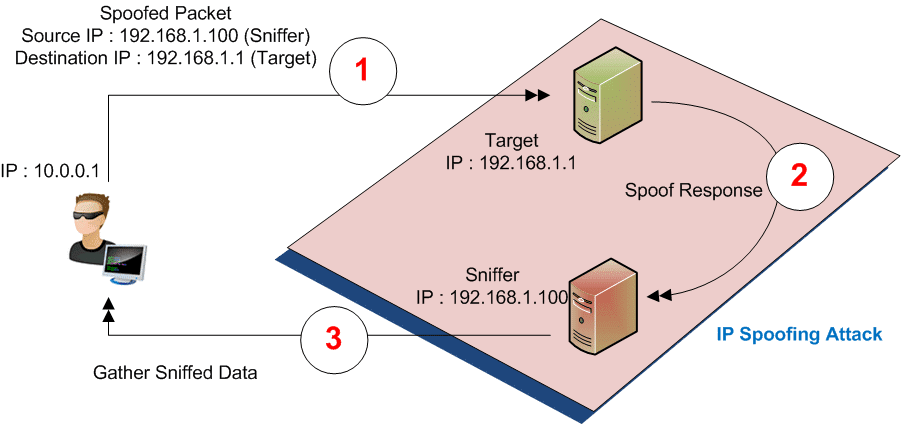 Spoofed Packet
Source IP : 192.168.1.100 (Sniffer)
Destination IP : 192.168.1.1 (Target)
1
IP : 10.0.0.1
Target
IP : 192.168.1.1
2
Spoof Response
Sniffer
IP : 192.168.1.100
3
IP Spoofing Attack
Gather Sniffed Data